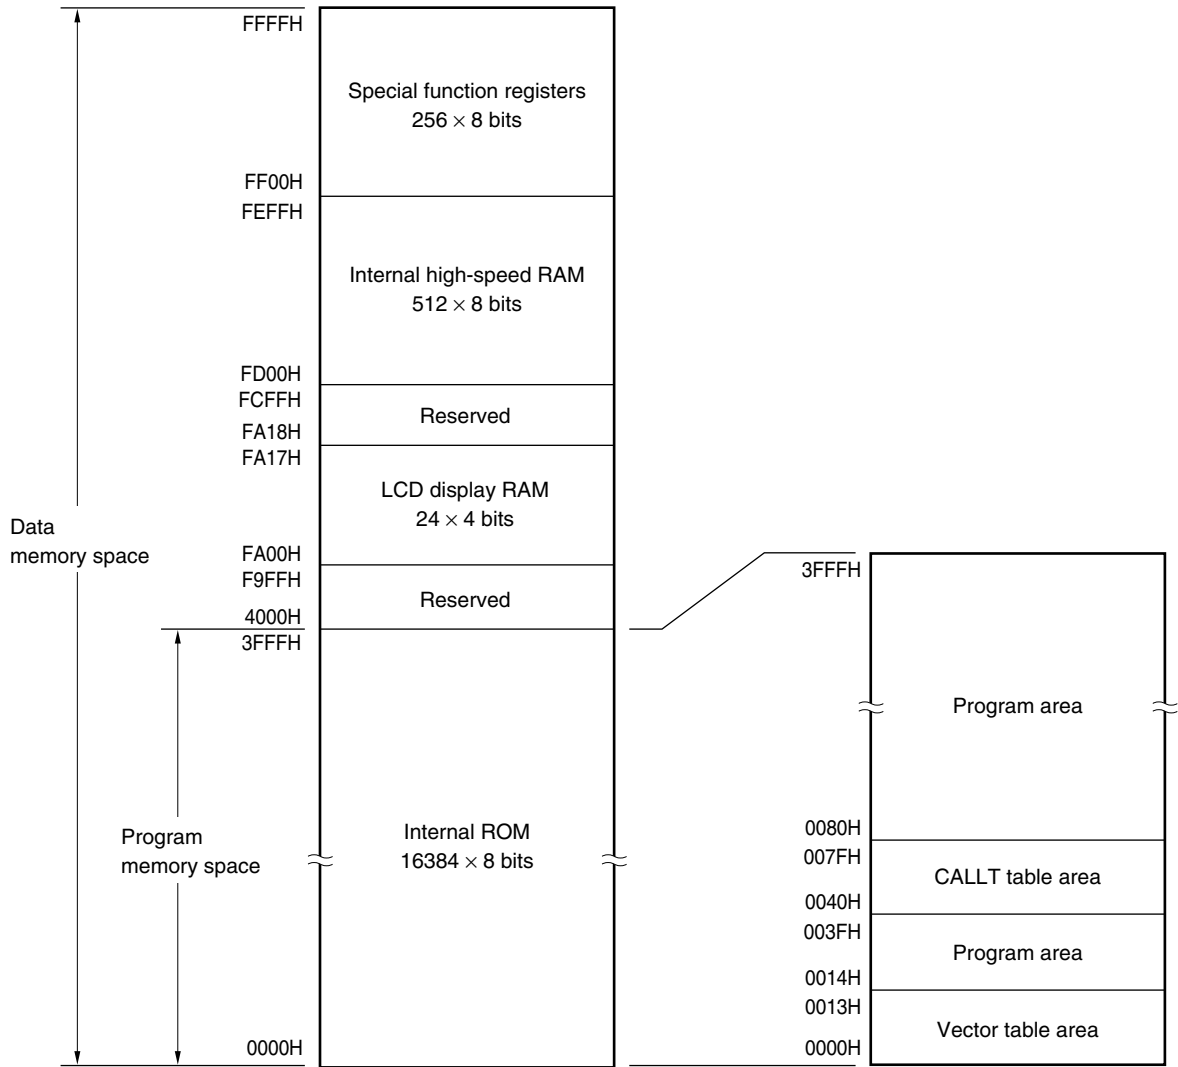 FFFFH
Special function registers
256 × 8 bits
FF00H
FEFFH
Internal high-speed RAM
512 × 8 bits
FD00H
FCFFH
Reserved
FA18H
FA17H
LCD display RAM
24 × 4 bits
Data
memory space
FA00H
F9FFH
Reserved
4000H
3FFFH
Program
memory space
Internal ROM
16384 × 8 bits
0000H
3FFFH
Program area
0080H
007FH
CALLT table area
0040H
003FH
Program area
0014H
0013H
Vector table area
0000H